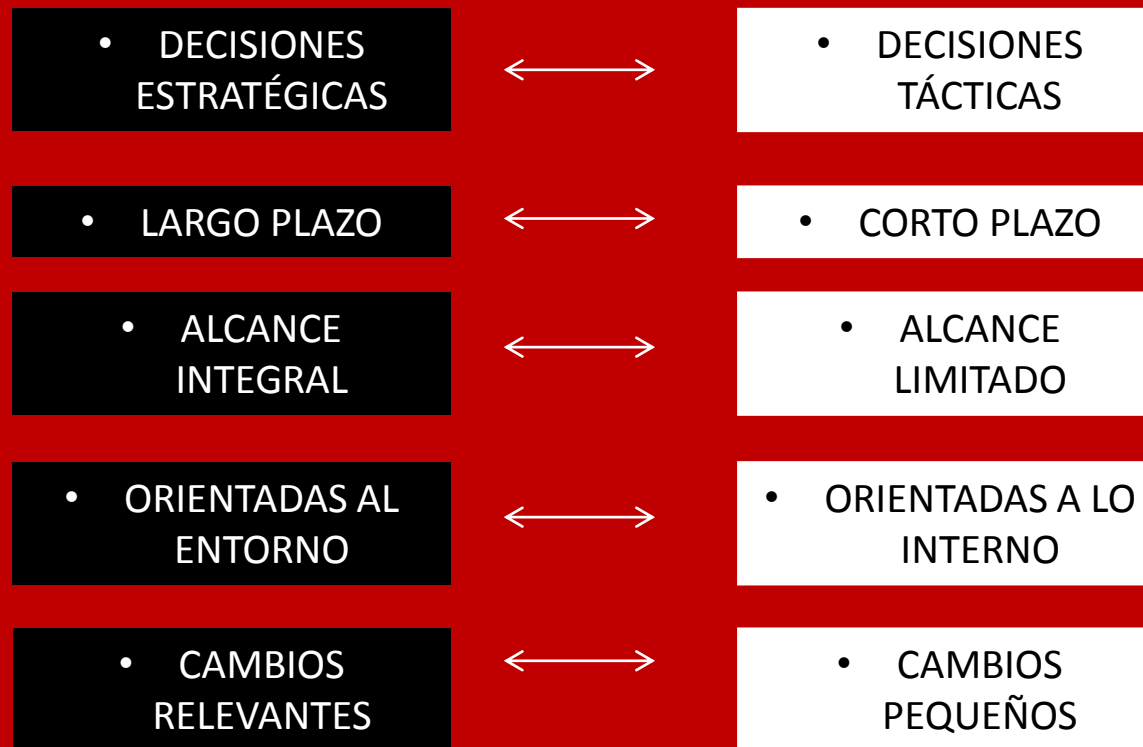 • DECISIONES
ESTRATÉGICAS
• DECISIONES
TÁCTICAS
• LARGO PLAZO
• CORTO PLAZO
• ALCANCE
INTEGRAL
• ALCANCE
LIMITADO
• ORIENTADAS AL
ENTORNO
• ORIENTADAS A LO
INTERNO
• CAMBIOS
RELEVANTES
• CAMBIOS
PEQUEÑOS